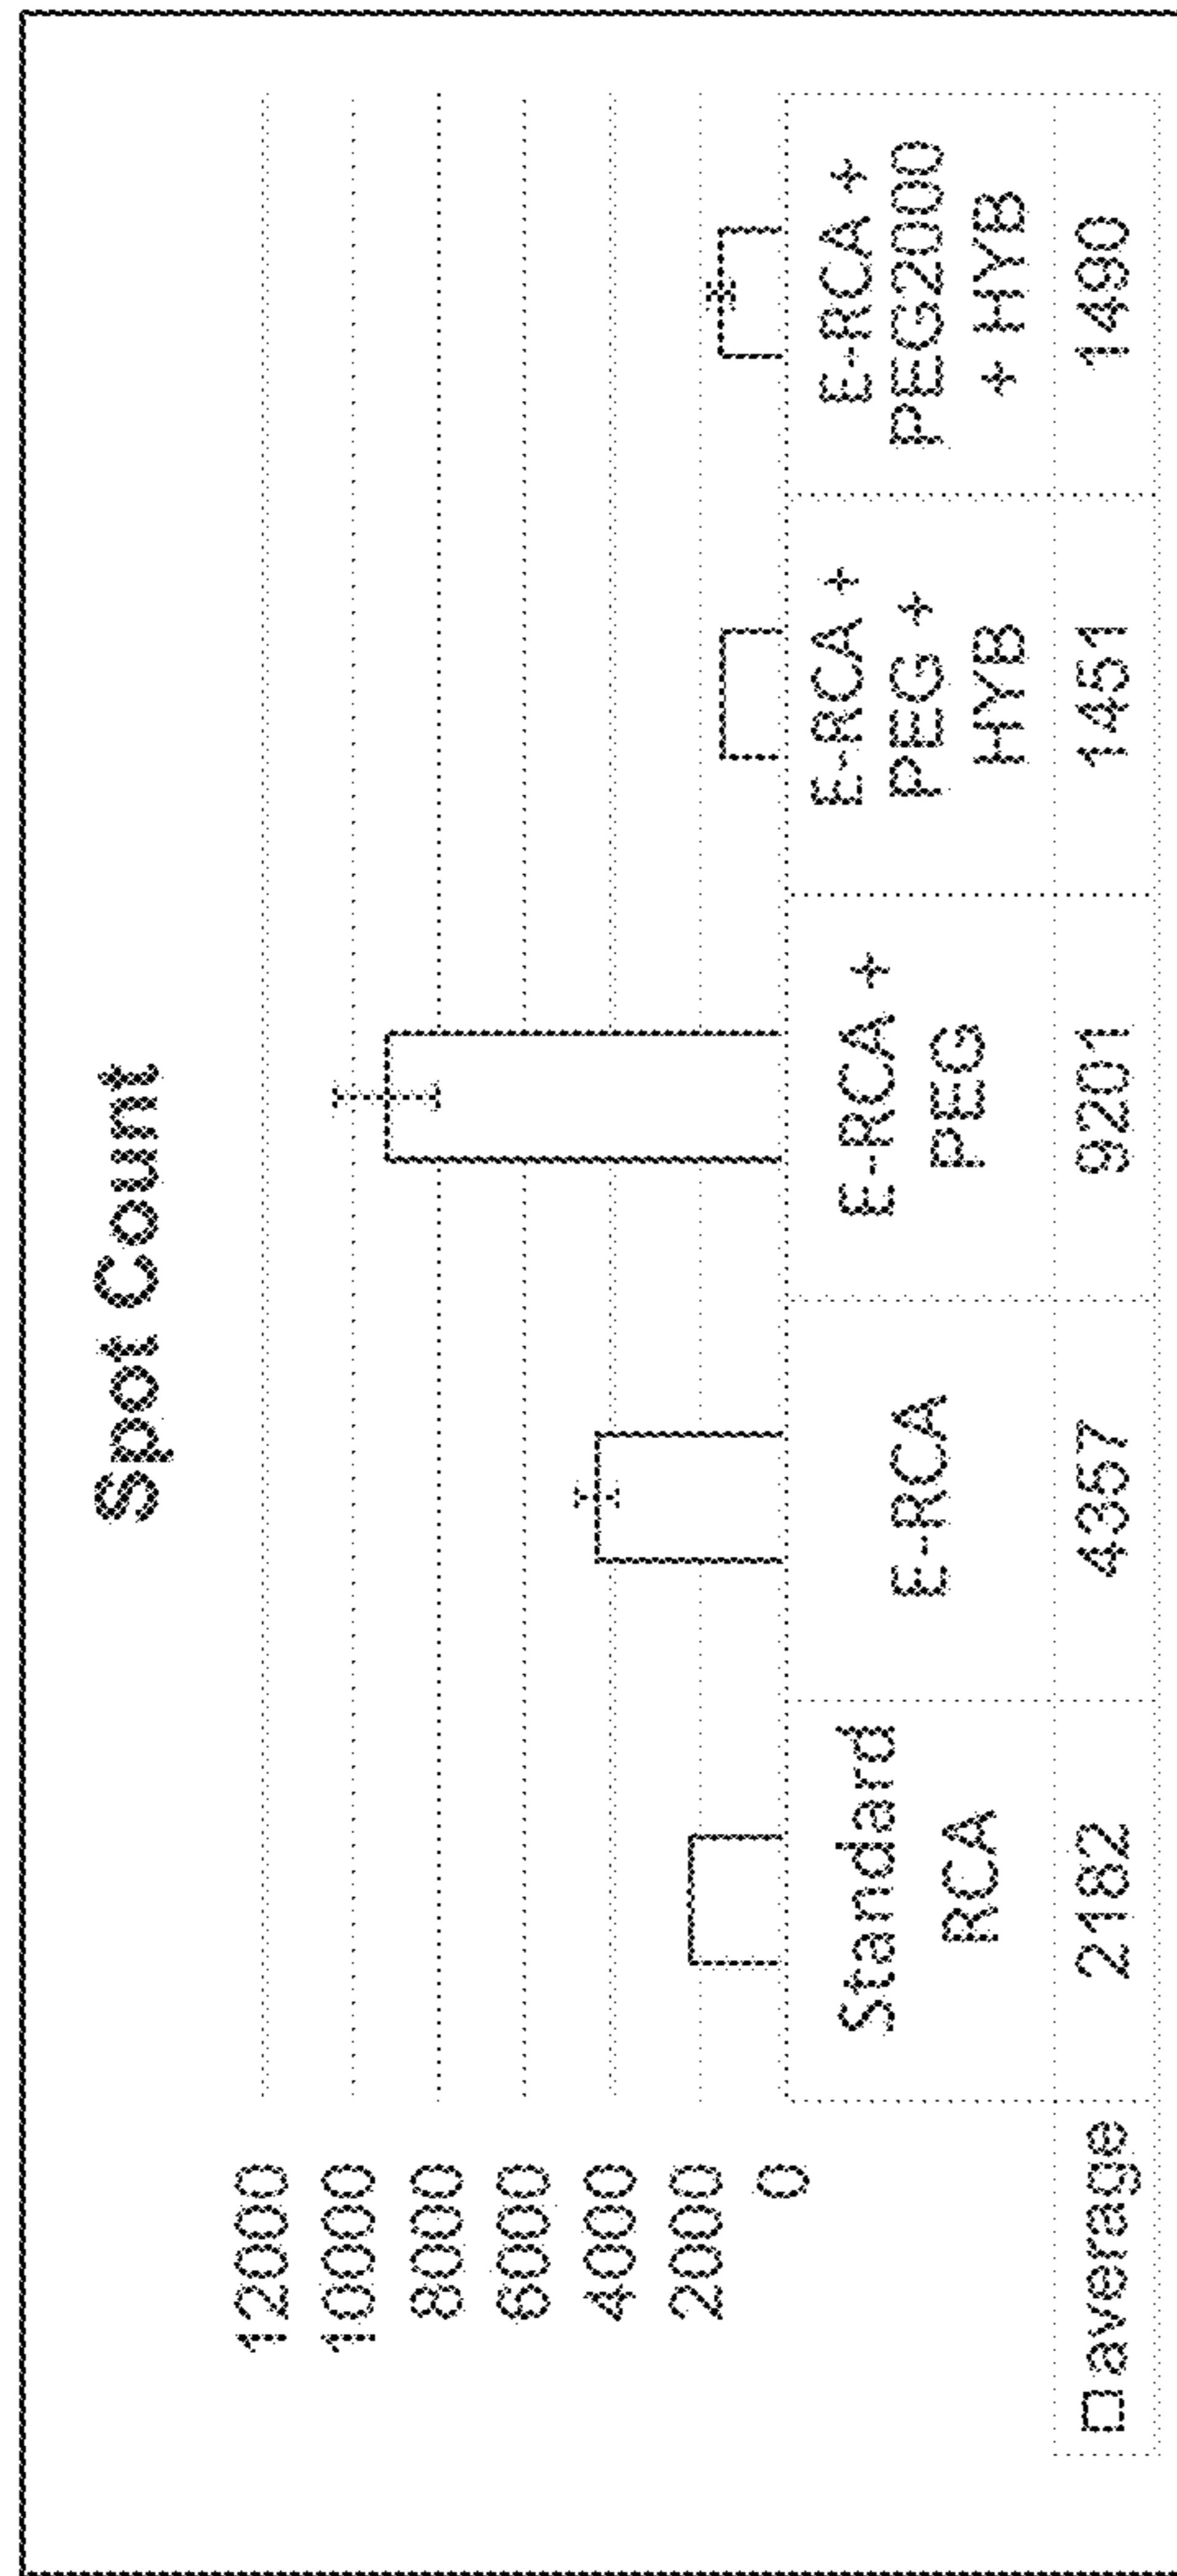 Spot Count
12000
10000
8000
6000
4000
2000
0
Standard
RCA
E-RCA
E-RCA +
PEG
E-RCA +
PEG +
HYB
E-RCA +
PEG2000
+ HYB
average
2182
4357
9201
1451
1490